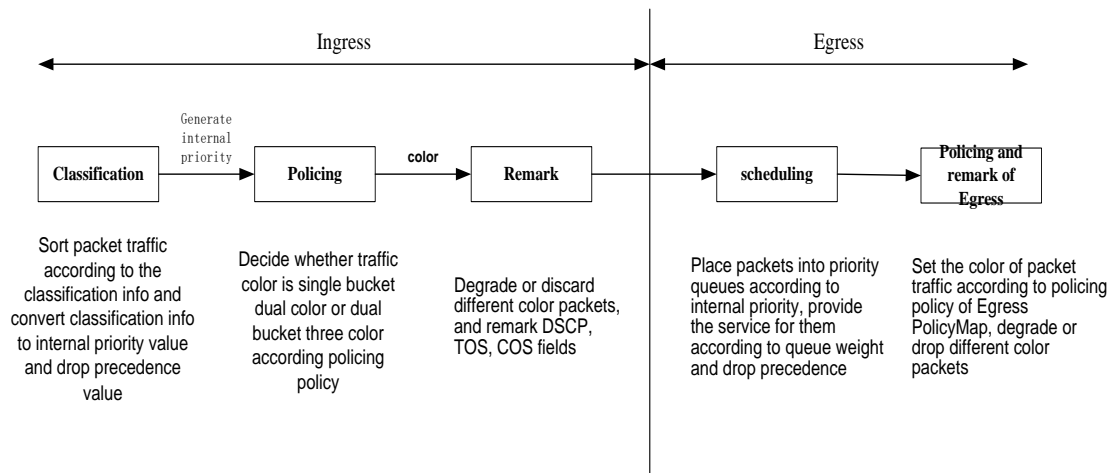 Ingress
Egress
Generate
internal
priority
color
Classification
Policing
Remark
scheduling
Policing and
remark of
Egress
Sort packet traffic
according to the
classification info and
convert classification info
to internal priority value
and drop precedence
value
Decide whether traffic
color is single bucket
dual color or dual
bucket three color
according policing
policy
Degrade or discard
different color packets,
and remark DSCP,
TOS, COS fields
Place packets into priority
queues according to
internal priority, provide
the service for them
according to queue weight
and drop precedence
Set the color of packet
traffic according to policing
policy of Egress
PolicyMap, degrade or
drop different color
packets